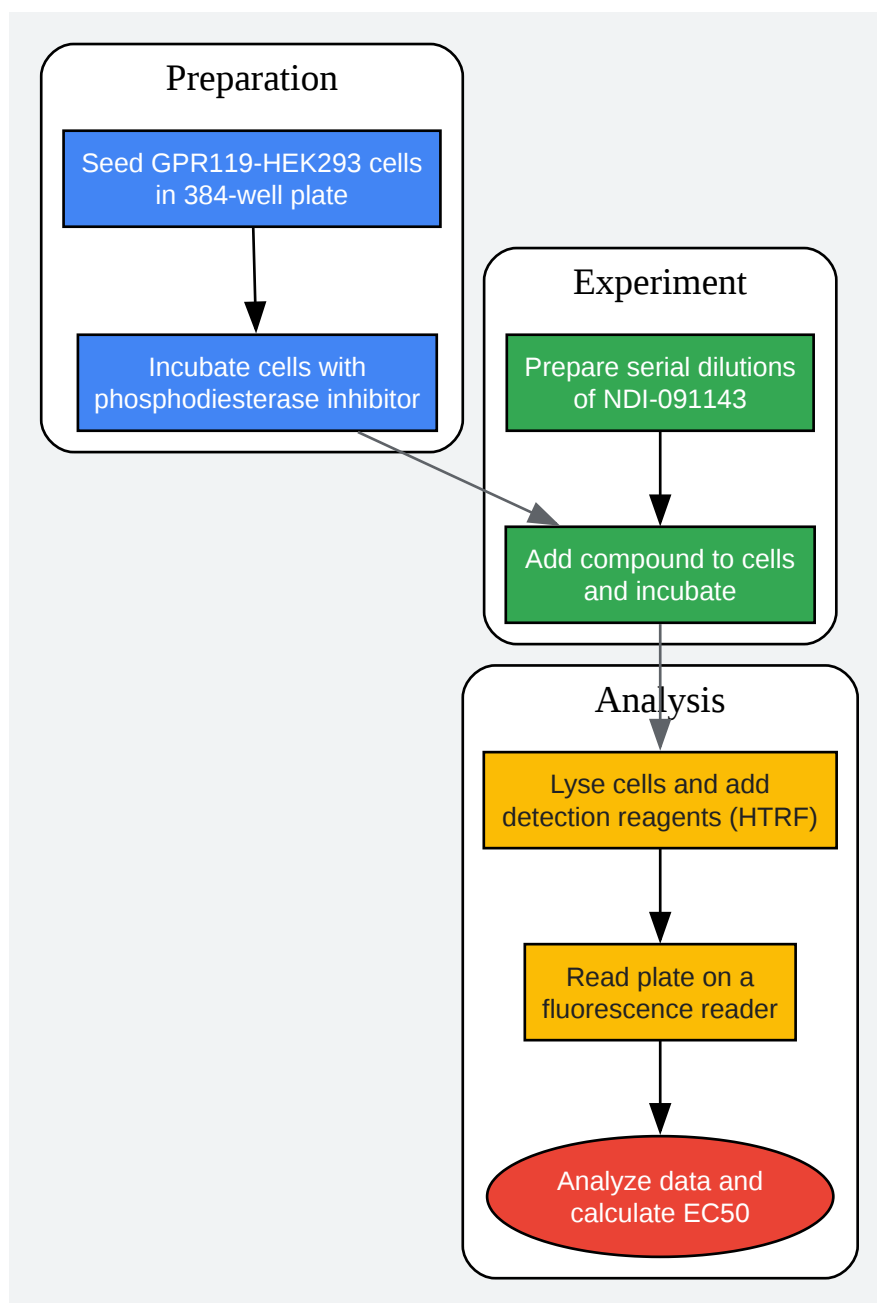 Preparation
Seed GPR119-HEK293 cells
in 384-well plate
Incubate cells with
phosphodiesterase inhibitor
Experiment
Prepare serial dilutions
of NDI-091143
Add compound to cells
and incubate
Analysis
Lyse cells and add
detection reagents (HTRF)
Read plate on a
fluorescence reader
Analyze data and
calculate EC50